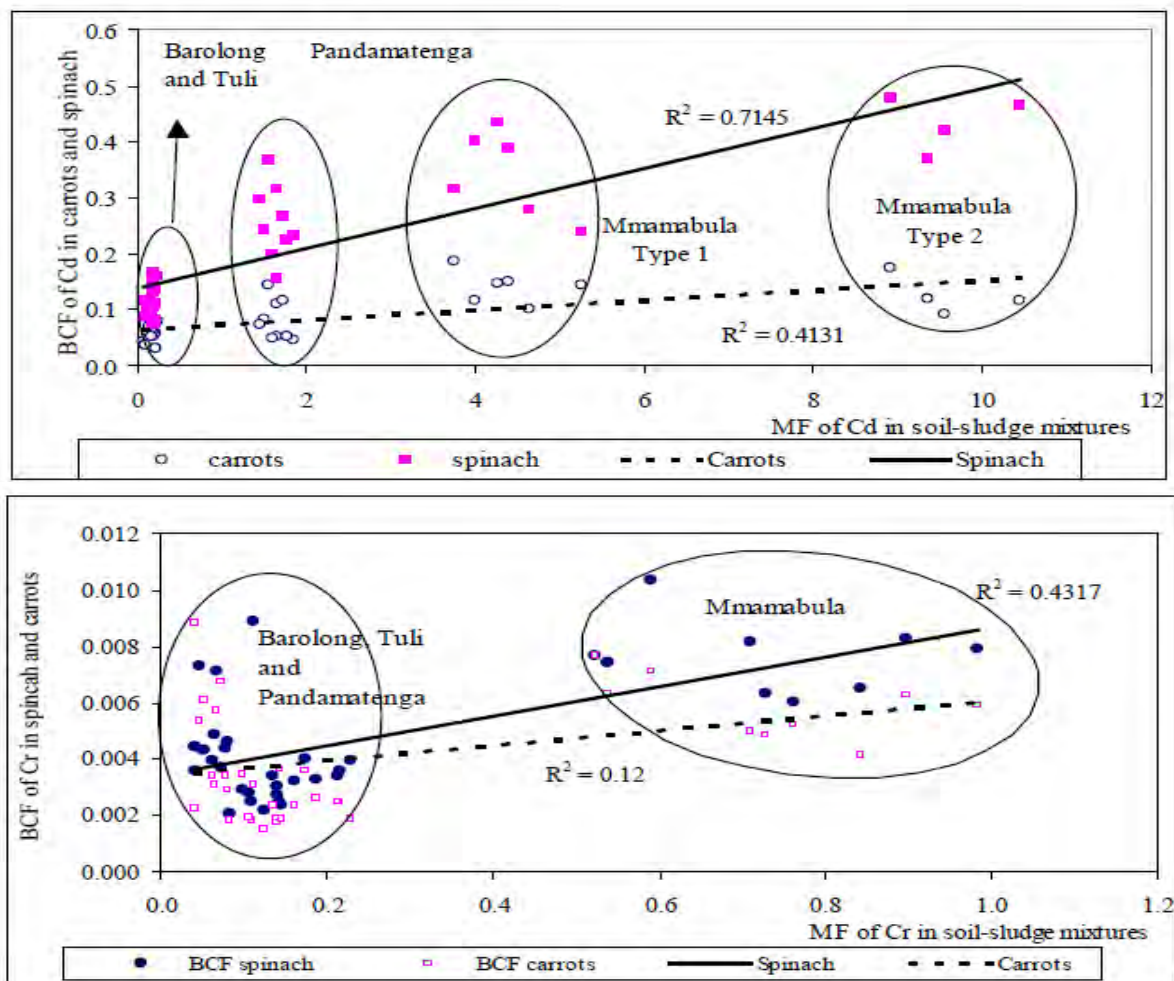 BCF of Cd in carrots and spinach
0.6
0.5
0.4
0.3
0.2
0.1
0.0
Barolong
and Tuli
Pandamatenga
R² = 0.7145
Mmamabula
Type 1
Mmamabula
Type 2
R² = 0.4131
0 2 4 6 8 10 12
MF of Cd in soil-sludge mixtures
carrots spinach Carrots Spinach
BCF of Cr in spincah and carrots
0.012
0.010
0.008
0.006
0.004
0.002
0.000
Barolong, Tuli
and
Pandamatenga
Mmamabula
R² = 0.4317
R² = 0.12
0.0 0.2 0.4 0.6 0.8 1.0 1.2
MF of Cr in soil-sludge mixtures
BCF spinach BCF carrots Spinach Carrots